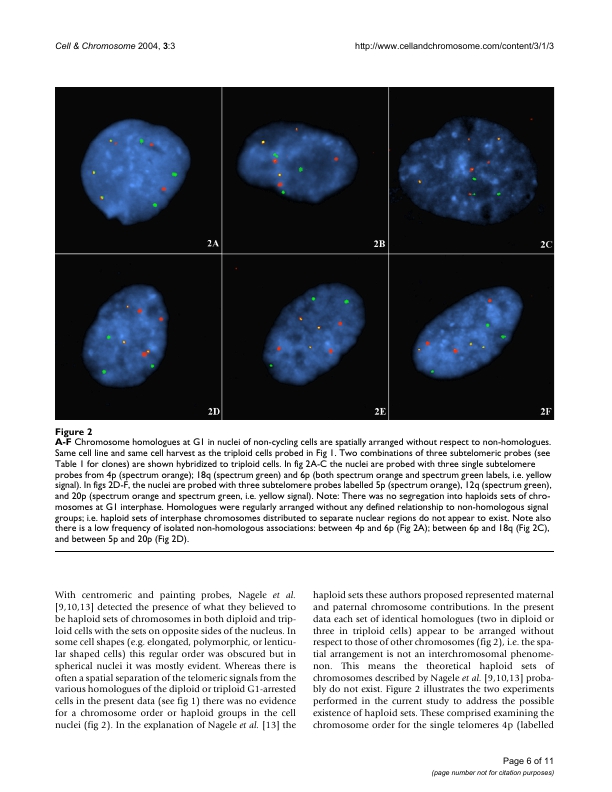 Cell & Chromosome 2004, 3:3
http://www.cellandchromosome.com/content/3/1/3
2A
2B
2C
2D
2E
2F
Figure 2
A-F Chromosome homologues at G1 in nuclei of non-cycling cells are spatially arranged without respect to non-homologues.
Same cell line and same cell harvest as the triploid cells probed in Fig 1. Two combinations of three subtelomeric probes (see
Table 1 for clones) are shown hybridized to triploid cells. In fig 2A-C the nuclei are probed with three single subtelomere
probes from 4p (spectrum orange); 18q (spectrum green) and 6p (both spectrum orange and spectrum green labels, i.e. yellow
signal). In figs 2D-F, the nuclei are probed with three subtelomere probes labelled 5p (spectrum orange), 12q (spectrum green),
and 20p (spectrum orange and spectrum green, i.e. yellow signal). Note: There was no segregation into haploids sets of chro-
mosomes at G1 interphase. Homologues were regularly arranged without any defined relationship to non-homologous signal
groups; i.e. haploid sets of interphase chromosomes distributed to separate nuclear regions do not appear to exist. Note also
there is a low frequency of isolated non-homologous associations: between 4p and 6p (Fig 2A); between 6p and 18q (Fig 2C),
and between 5p and 20p (Fig 2D).
With centromeric and painting probes, Nagele et al.
[9,10,13] detected the presence of what they believed to
be haploid sets of chromosomes in both diploid and trip-
loid cells with the sets on opposite sides of the nucleus. In
some cell shapes (e.g. elongated, polymorphic, or lenticu-
lar shaped cells) this regular order was obscured but in
spherical nuclei it was mostly evident. Whereas there is
often a spatial separation of the telomeric signals from the
various homologues of the diploid or triploid G1-arrested
cells in the present data (see fig 1) there was no evidence
for a chromosome order or haploid groups in the cell
nuclei (fig 2). In the explanation of Nagele et al. [13] the
haploid sets these authors proposed represented maternal
and paternal chromosome contributions. In the present
data each set of identical homologues (two in diploid or
three in triploid cells) appear to be arranged without
respect to those of other chromosomes (fig 2), i.e. the spa-
tial arrangement is not an interchromosomal phenome-
non. This means the theoretical haploid sets of
chromosomes described by Nagele et al. [9,10,13] proba-
bly do not exist. Figure 2 illustrates the two experiments
performed in the current study to address the possible
existence of haploid sets. These comprised examining the
chromosome order for the single telomeres 4p (labelled
Page 6 of 11
(page number not for citation purposes)